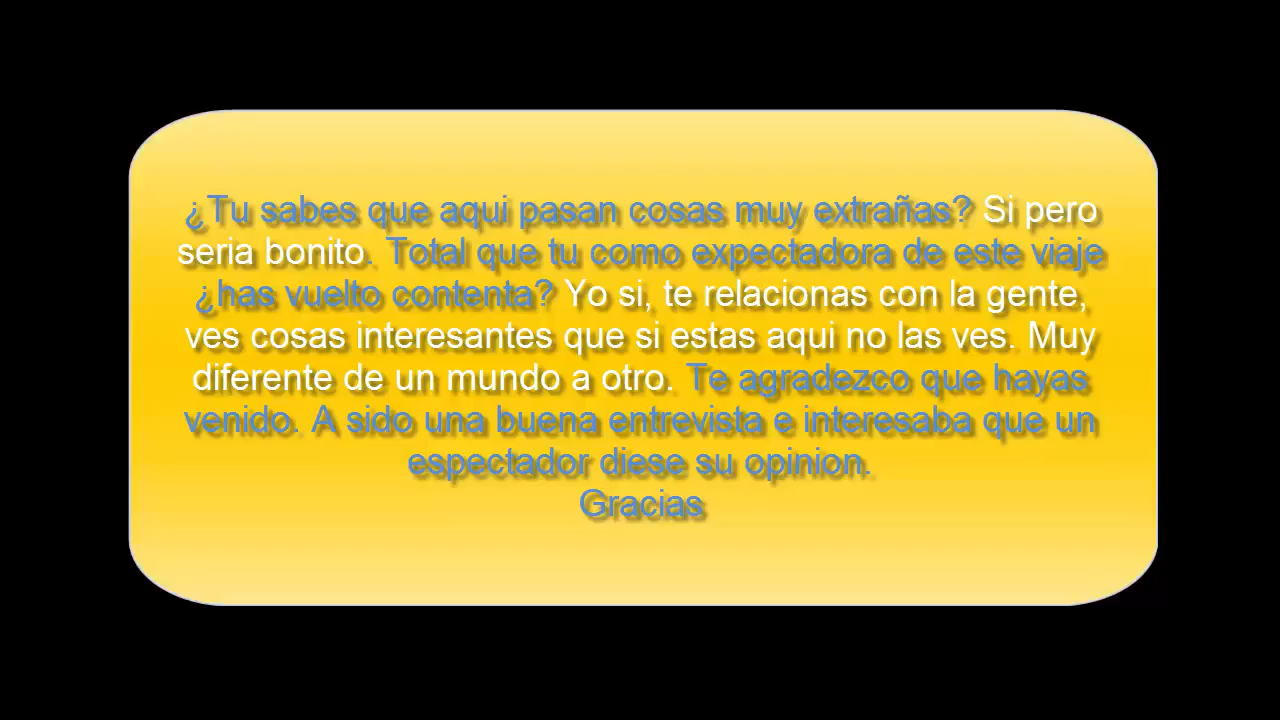 ¿Tu sabes que aqui pasan cosas muy extrañas? Si pero
seria bonito. Total que tu como expectadora de este viaje
¿has vuelto contenta? Yo si, te relacionas con la gente,
ves cosas interesantes que si estas aqui no las ves. Muy
diferente de un mundo a otro. Te agradezco que hayas
venido. A sido una buena entrevista e interesaba que un
espectador diese su opinion.
Gracias